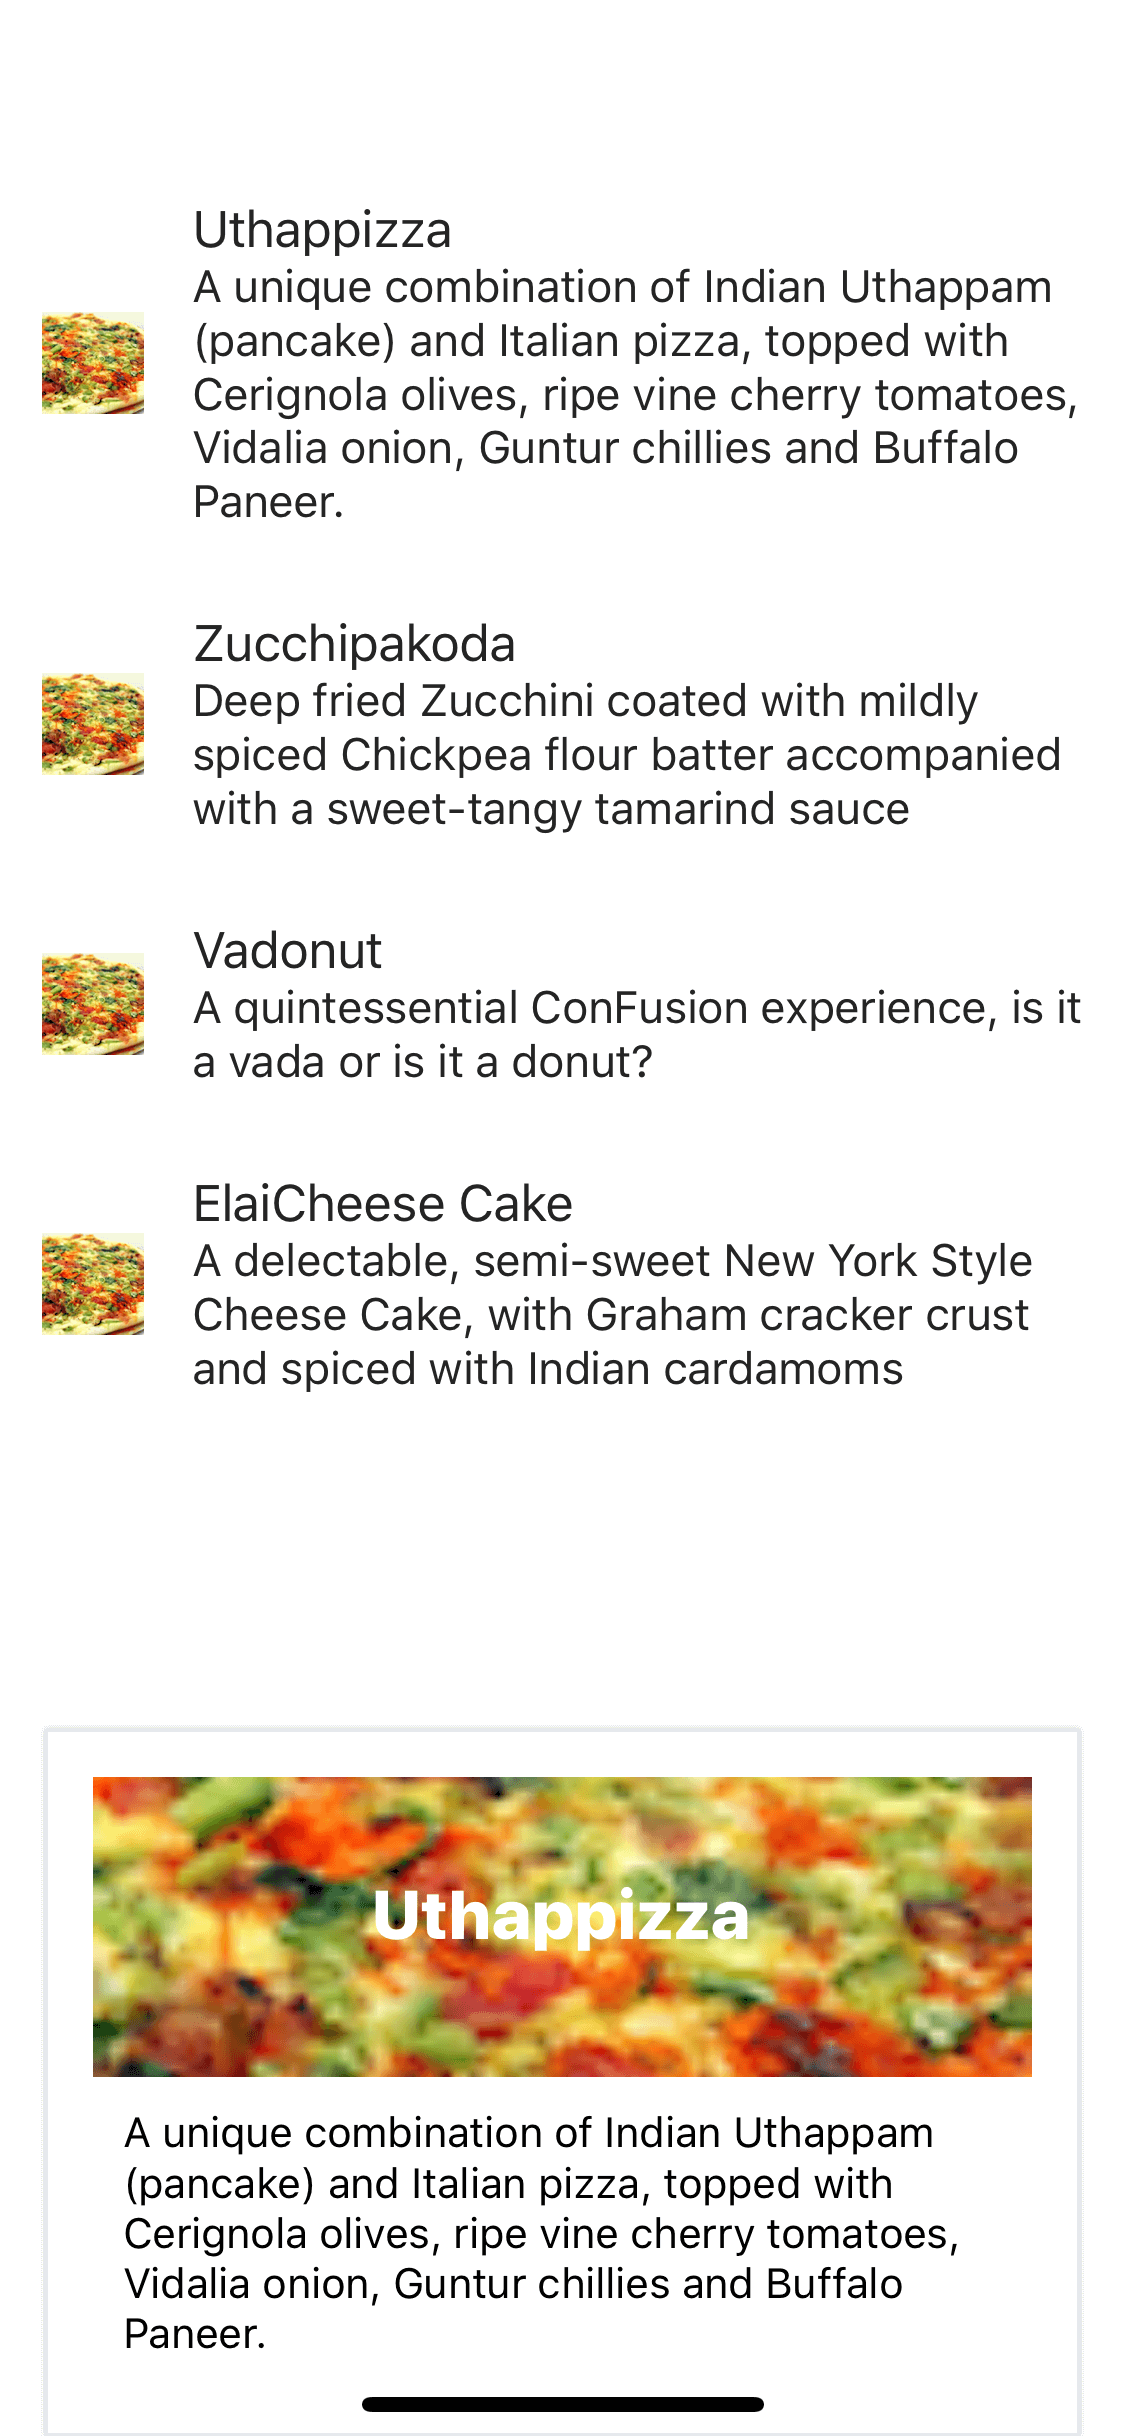 Uthappizza
A unique combination of Indian Uthappam
(pancake) and Italian pizza, topped with
Cerignola olives, ripe vine cherry tomatoes,
Vidalia onion, Guntur chillies and Buffalo
Paneer.
Zucchipakoda
Deep fried Zucchini coated with mildly
spiced Chickpea flour batter accompanied
with a sweet-tangy tamarind sauce
Vadonut
A quintessential ConFusion experience, is it
a vada or is it a donut?
ElaiCheese Cake
A delectable, semi-sweet New York Style
Cheese Cake, with Graham cracker crust
and spiced with Indian cardamoms
Uthappizza
A unique combination of Indian Uthappam
(pancake) and Italian pizza, topped with
Cerignola olives, ripe vine cherry tomatoes,
Vidalia onion, Guntur chillies and Buffalo
Paneer.